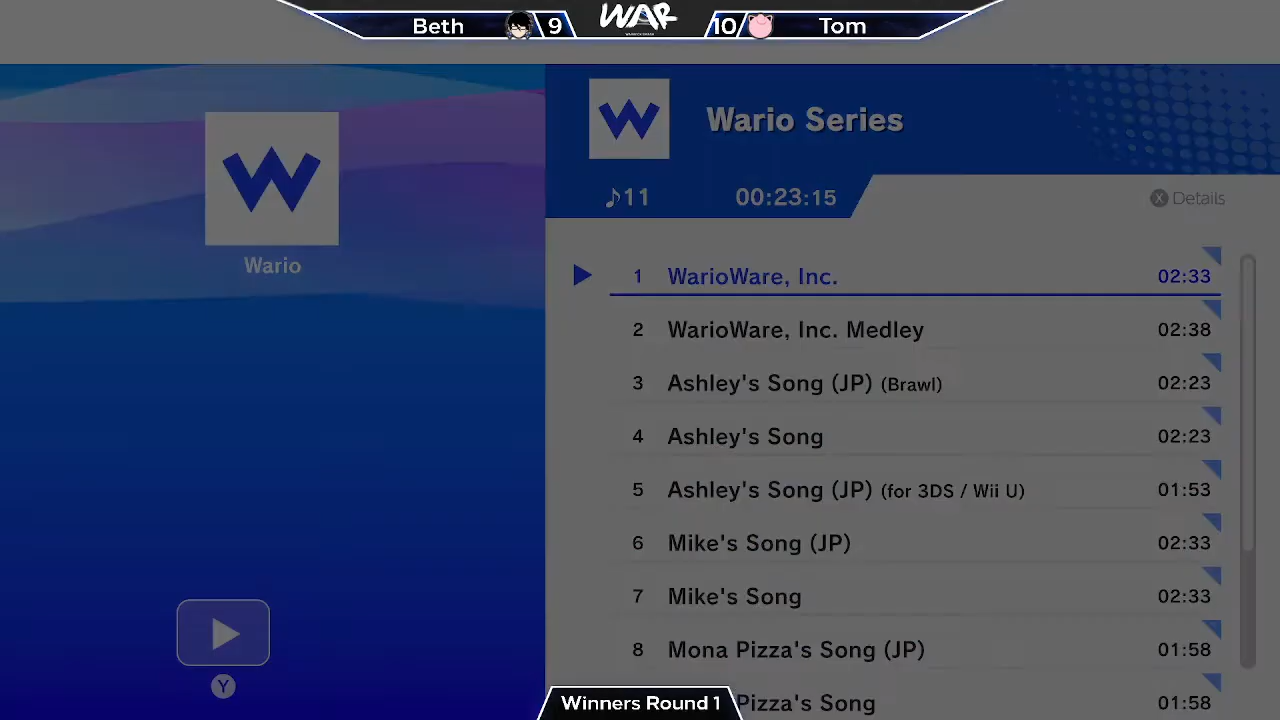 Beth 9 WAR 10 Tom
Wario Series
♪11 00:23:15
X Details
Wario
1 WarioWare, Inc. 02:33
2 WarioWare, Inc. Medley 02:38
3 Ashley's Song (JP) (Brawl) 02:23
4 Ashley's Song 02:23
5 Ashley's Song (JP) (for 3DS / Wii U) 01:53
6 Mike's Song (JP) 02:33
7 Mike's Song 02:33
8 Mona Pizza's Song (JP) 01:58
Pizza's Song 01:58
Y
Winners Round 1